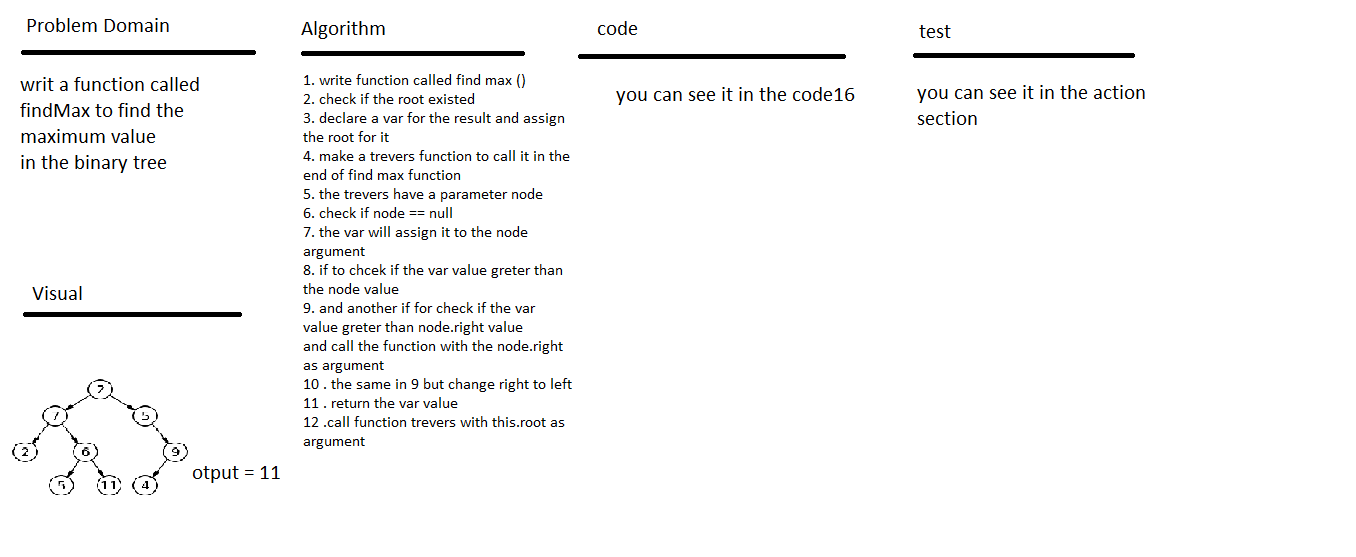 Problem Domain
writ a function called
findMax to find the
maximum value
in the binary tree
Visual
2
7
5
2
6
9
5
11
4
otput = 11
Algorithm
1. write function called find max ()
2. check if the root existed
3. declare a var for the result and assign
the root for it
4. make a trevers function to call it in the
end of find max function
5. the trevers have a parameter node
6. check if node == null
7. the var will assign it to the node
argument
8. if to chcek if the var value greter than
the node value
9. and another if for check if the var
value greter than node.right value
and call the function with the node.right
as argument
10 . the same in 9 but change right to left
11 . return the var value
12 .call function trevers with this.root as
argument
code
you can see it in the code16
test
you can see it in the action
section